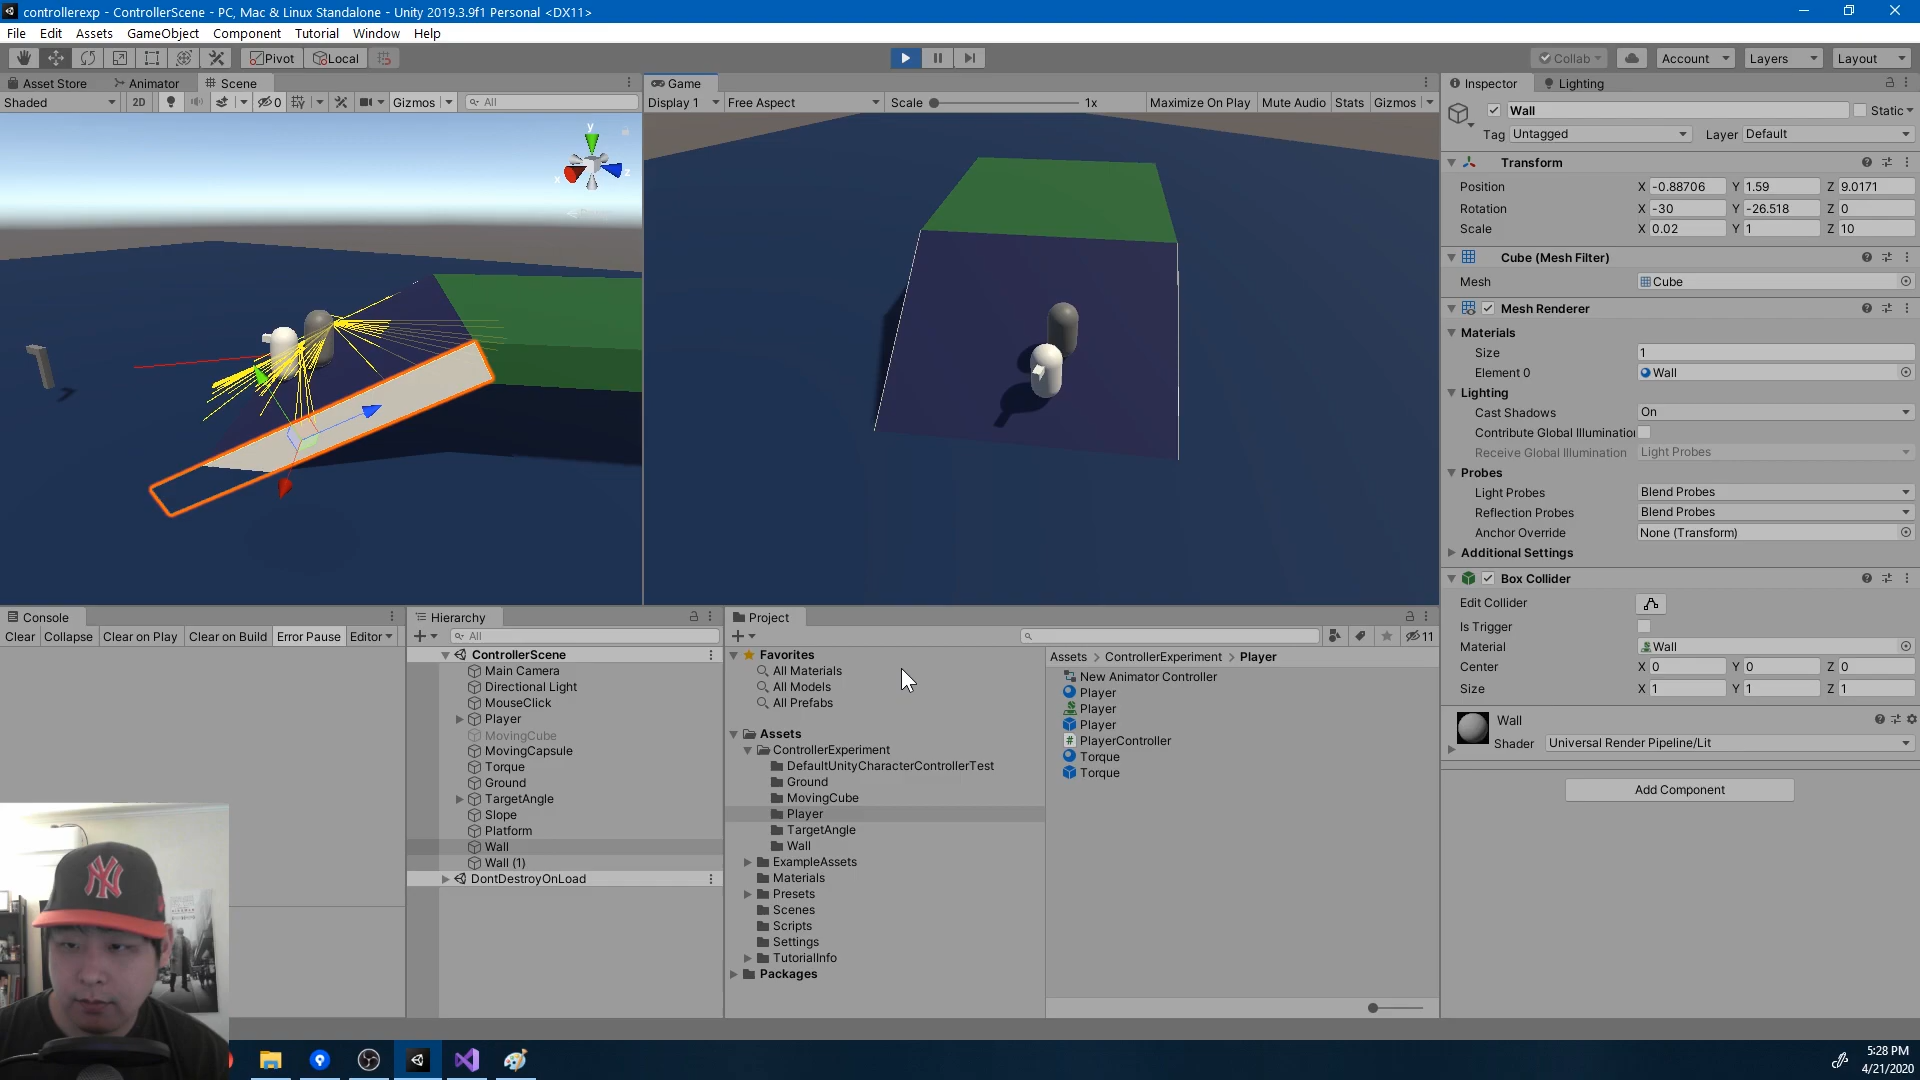 controllerexp - ControllerScene - PC, Mac & Linux Standalone - Unity 2019.3.9f1 Personal <DX11>
File Edit Assets GameObject Component Tutorial Window Help
Pivot Local Collab Account Layers Layout
Asset Store Animator Scene
Shaded 2D 0 Gizmos All
Game
Display 1 Free Aspect Scale 1x Maximize On Play Mute Audio Stats Gizmos
y
x
z
Inspector Lighting
Wall Static
Tag Untagged Layer Default
Transform
Position X -0.88706 Y 1.59 Z 9.0171
Rotation X -30 Y -26.518 Z 0
Scale X 0.02 Y 1 Z 10
Cube (Mesh Filter)
Mesh Cube
Mesh Renderer
Materials
Size 1
Element 0 Wall
Lighting
Cast Shadows On
Contribute Global Illuminatio
Receive Global Illumination Light Probes
Probes
Light Probes Blend Probes
Reflection Probes Blend Probes
Anchor Override None (Transform)
Additional Settings
Box Collider
Edit Collider
Is Trigger
Material Wall
Center X 0 Y 0 Z 0
Size X 1 Y 1 Z 1
Wall
Shader Universal Render Pipeline/Lit
Add Component
Console
Clear Collapse Clear on Play Clear on Build Error Pause Editor
Hierarchy
All
ControllerScene
Main Camera
Directional Light
MouseClick
Player
MovingCube
MovingCapsule
Torque
Ground
TargetAngle
Slope
Platform
Wall
Wall (1)
DontDestroyOnLoad
Project
11
Favorites
All Materials
All Models
All Prefabs
Assets
ControllerExperiment
DefaultUnityCharacterControllerTest
Ground
MovingCube
Player
TargetAngle
Wall
ExampleAssets
Materials
Presets
Scenes
Scripts
Settings
TutorialInfo
Packages
Assets > ControllerExperiment > Player
New Animator Controller
Player
Player
Player
PlayerController
Torque
Torque
5:28 PM
4/21/2020